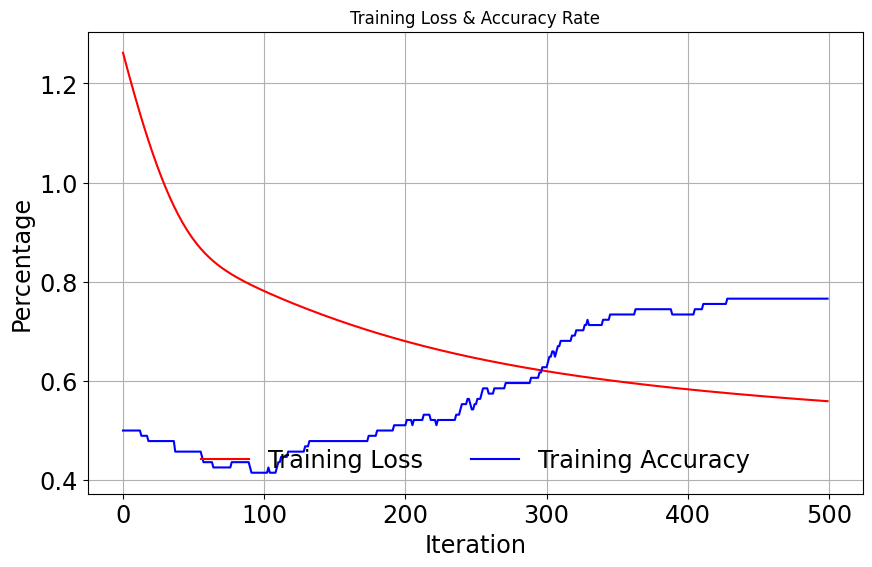 Training Loss & Accuracy Rate
Percentage
1.2
1.0
0.8
0.6
0.4
Training Loss Training Accuracy
0 100 200 300 400 500
Iteration